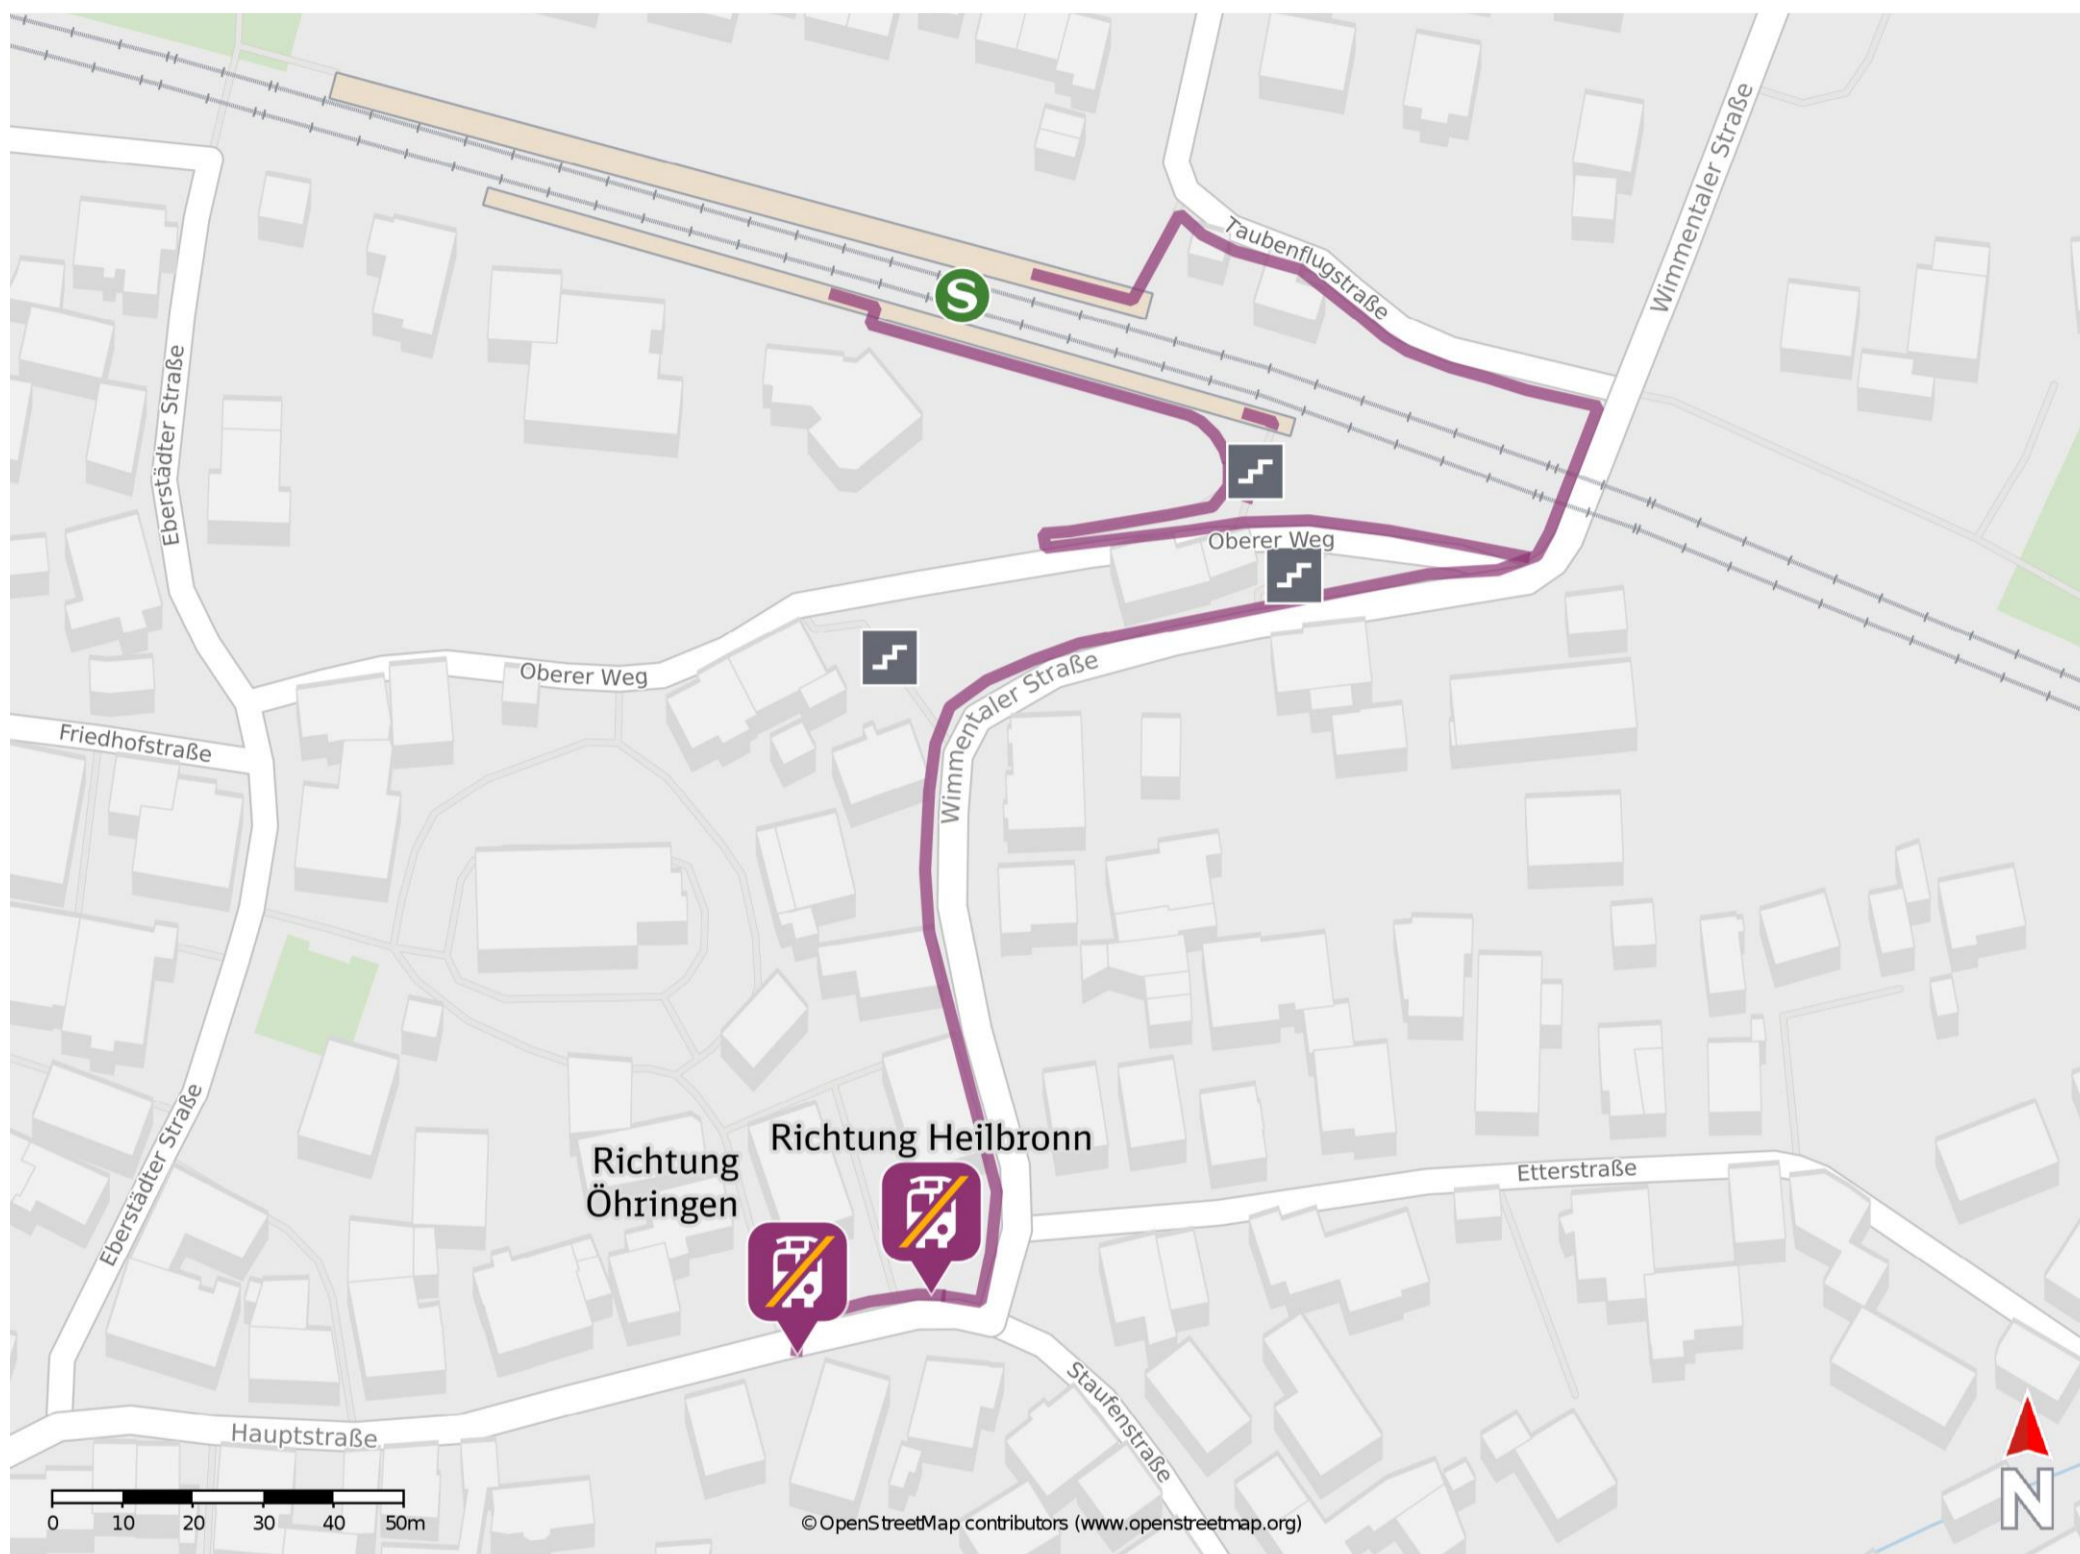 Wimmentaler Straße
Taubenflugstraße
S
Eberstädter Straße
Oberer Weg
Oberer Weg
Wimmentaler Straße
Friedhofstraße
Richtung Heilbronn
Richtung
Öhringen
Etterstraße
Eberstädter Straße
Staufenstraße
Hauptstraße
0 10 20 30 40 50m
© OpenStreetMap contributors (www.openstreetmap.org)
N